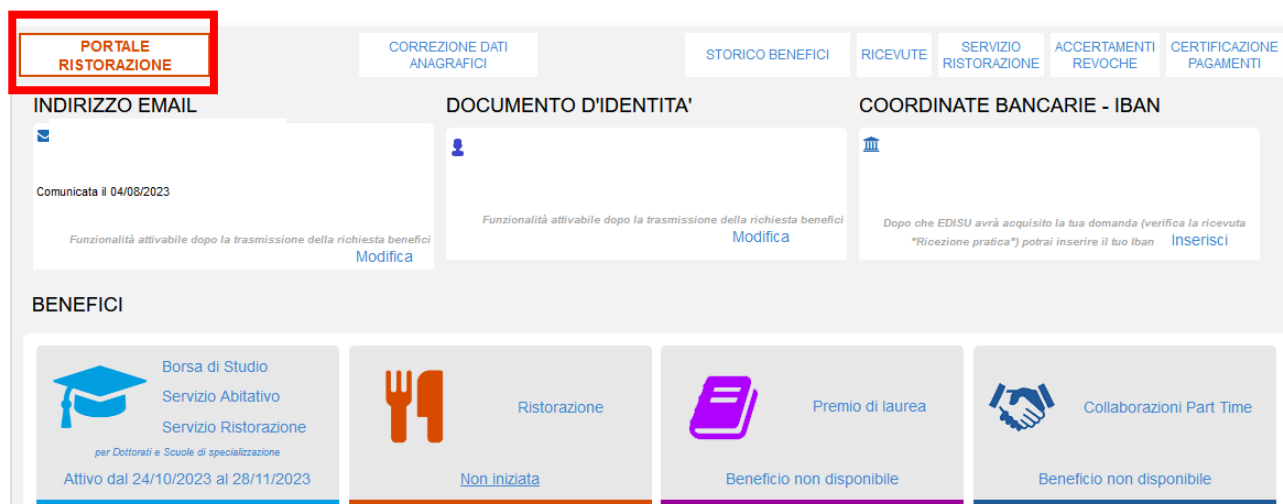 PORTALE
RISTORAZIONE
CORREZIONE DATI
ANAGRAFICI
STORICO BENEFICI
RICEVUTE
SERVIZIO
RISTORAZIONE
ACCERTAMENTI
REVOCHE
CERTIFICAZIONE
PAGAMENTI
INDIRIZZO EMAIL
Comunicata il 04/08/2023
Funzionalità attivabile dopo la trasmissione della richiesta benefici
Modifica
DOCUMENTO D'IDENTITA'
Funzionalità attivabile dopo la trasmissione della richiesta benefici
Modifica
COORDINATE BANCARIE - IBAN
Dopo che EDISU avrà acquisito la tua domanda (verifica la ricevuta
"Ricezione pratica") potrai inserire il tuo Iban Inserisci
BENEFICI
Borsa di Studio
Servizio Abitativo
Servizio Ristorazione
per Dottorati e Scuole di specializzazione
Attivo dal 24/10/2023 al 28/11/2023
Ristorazione
Non iniziata
Premio di laurea
Beneficio non disponibile
Collaborazioni Part Time
Beneficio non disponibile